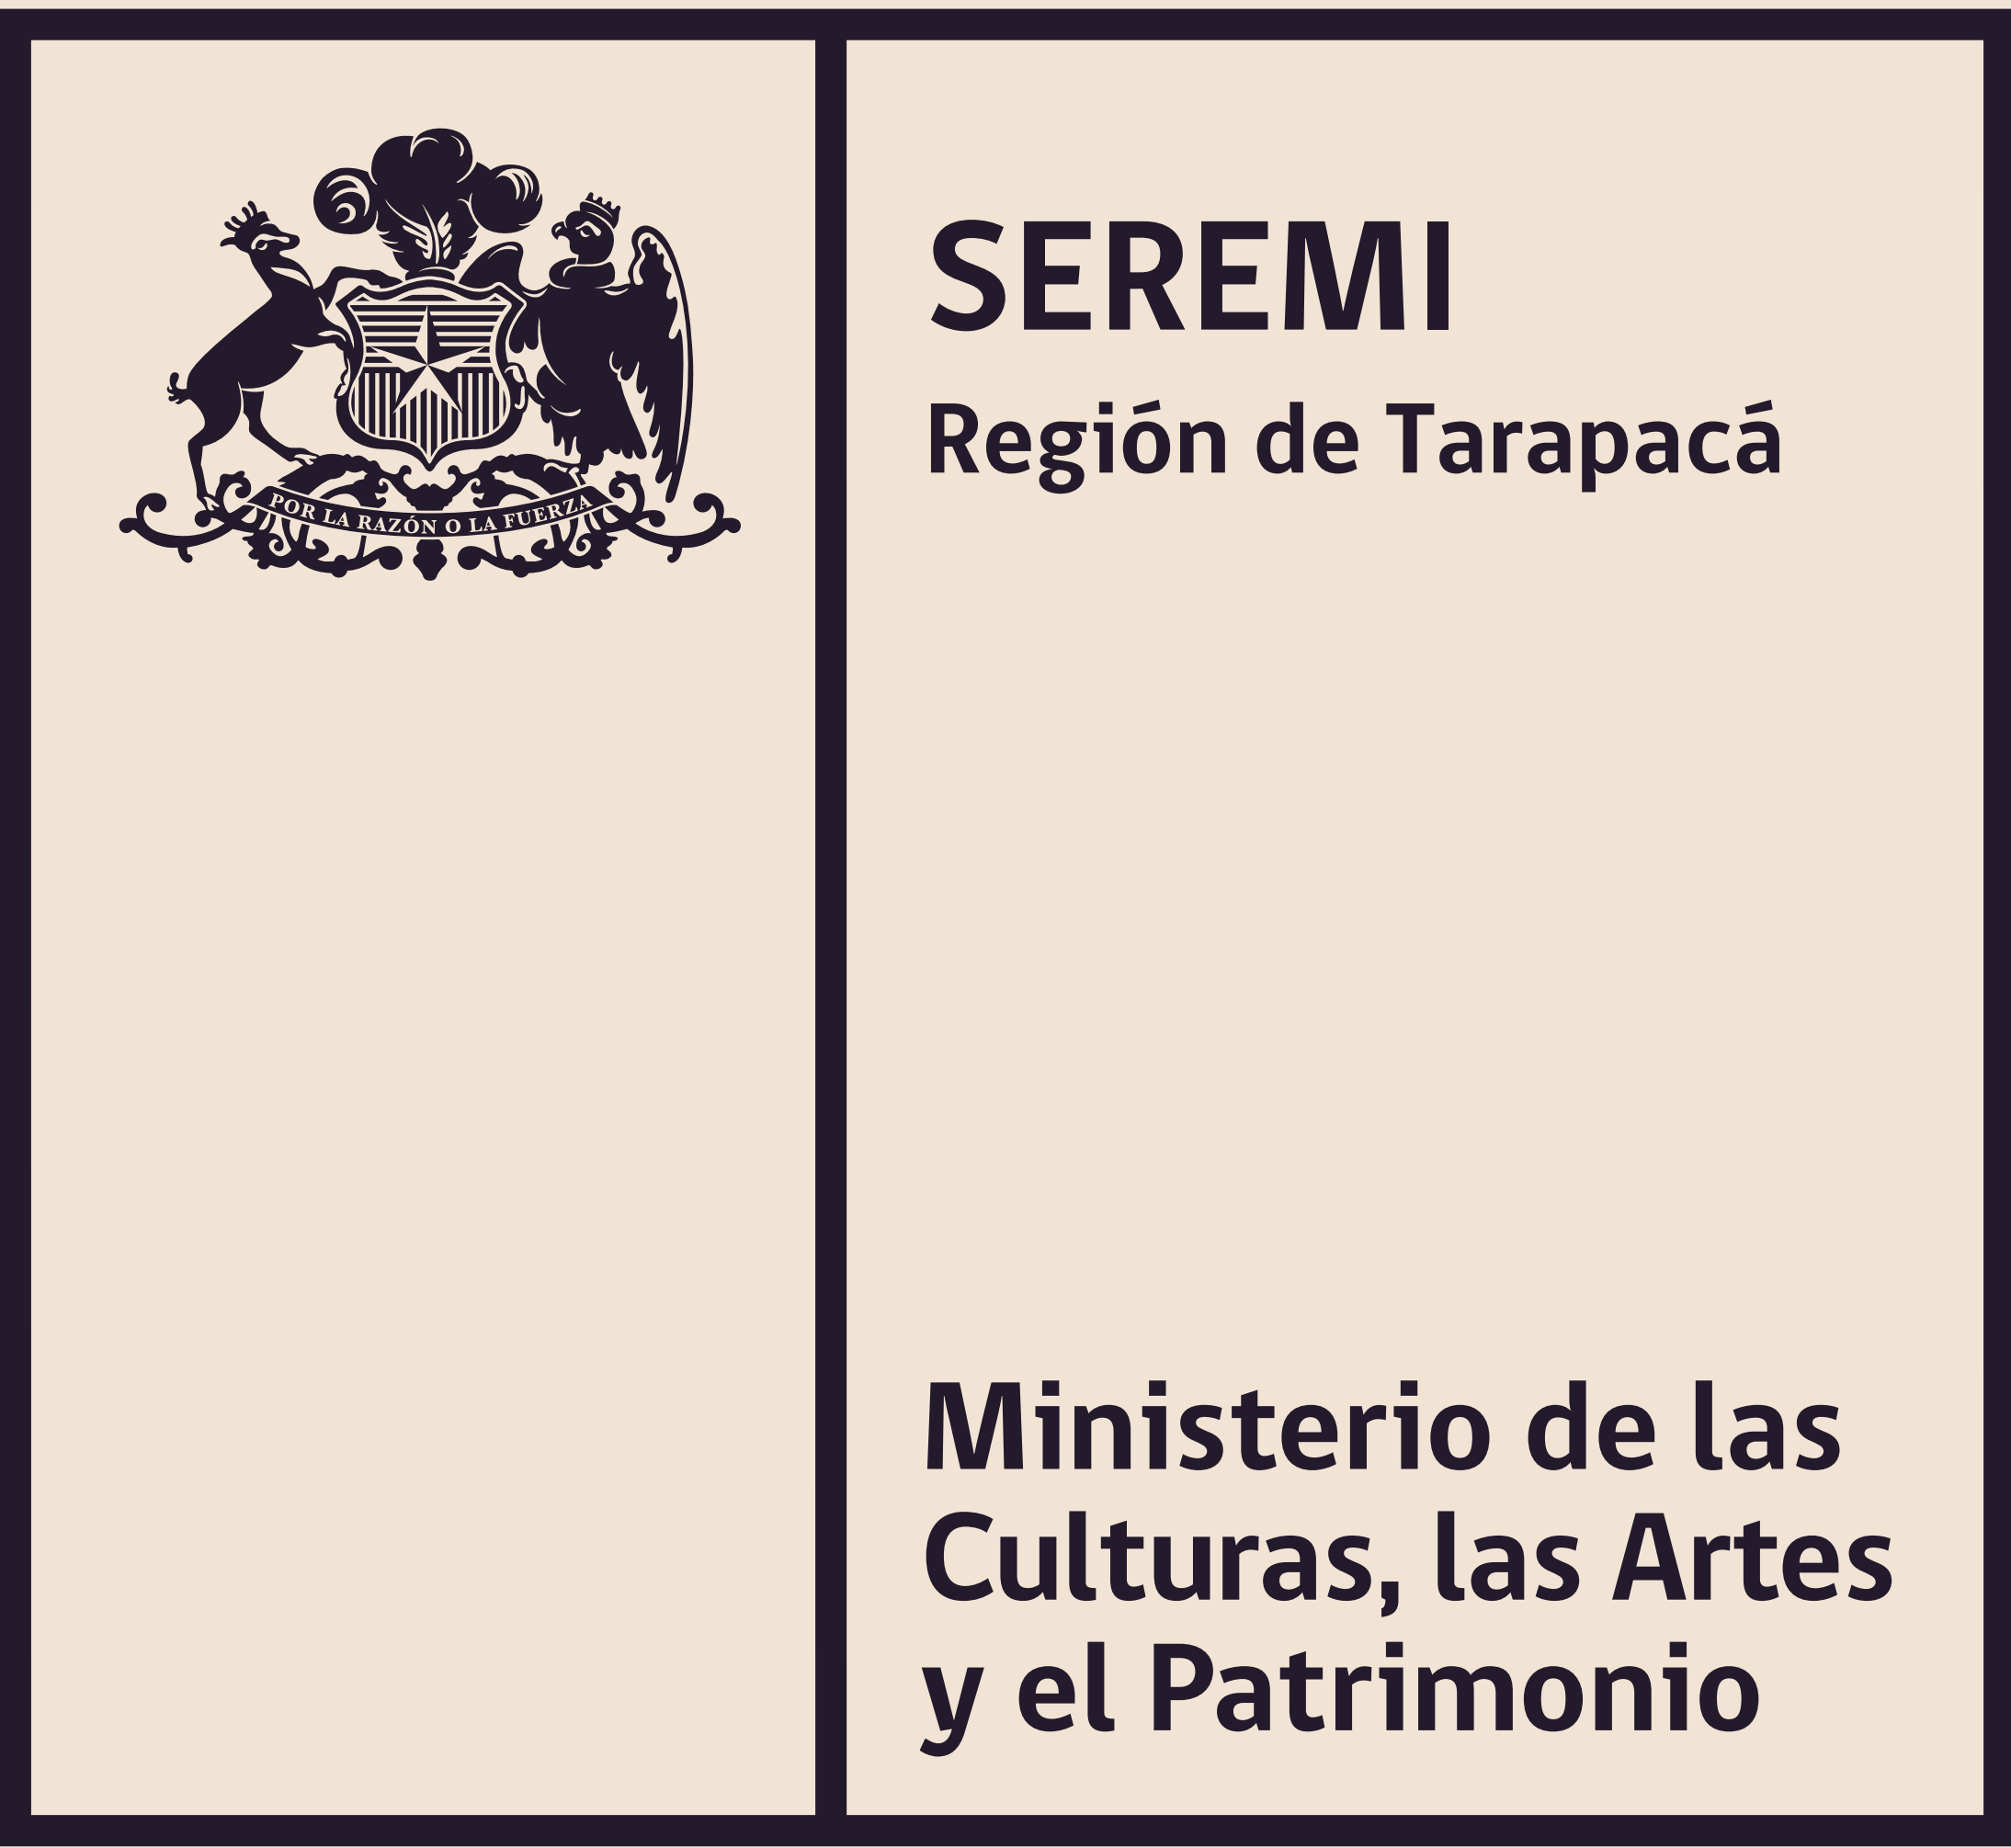 POR LA RAZÓN O LA FUERZA
SEREMI
Región de Tarapacá
Ministerio de las
Culturas, las Artes
y el Patrimonio